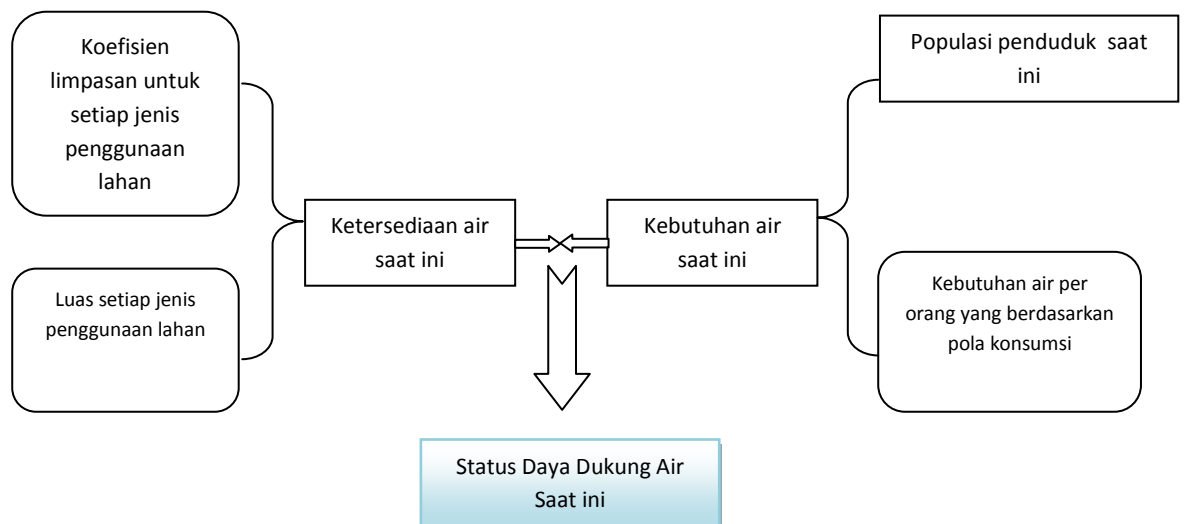 Koefisien
limpasan untuk
setiap jenis
penggunaan
lahan
Populasi penduduk saat
ini
Ketersediaan air
saat ini
Kebutuhan air
saat ini
Luas setiap jenis
penggunaan lahan
Kebutuhan air per
orang yang berdasarkan
pola konsumsi
Status Daya Dukung Air
Saat ini